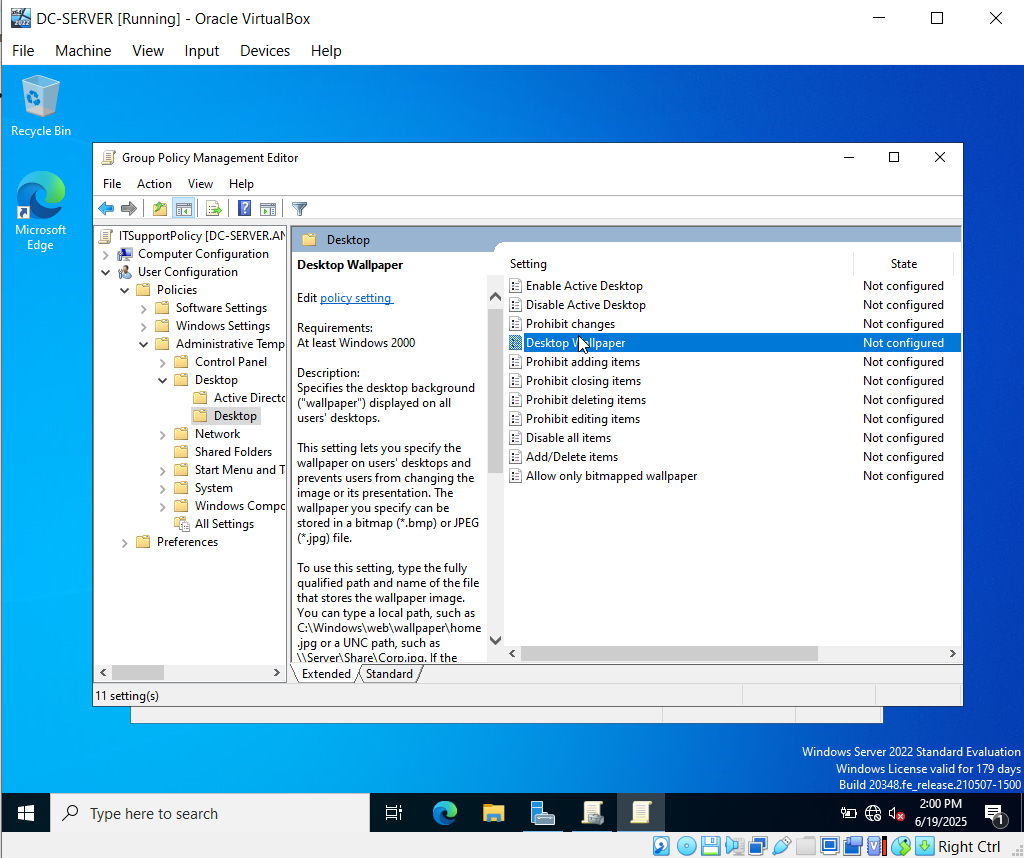 DC-SERVER [Running] - Oracle VirtualBox
File Machine View Input Devices Help
Recycle Bin
Microsoft
Edge
Group Policy Management Editor
File Action View Help
ITSupportPolicy [DC-SERVER.AN
Computer Configuration
User Configuration
Policies
Software Settings
Windows Settings
Administrative Temp
Control Panel
Desktop
Active Directo
Desktop
Network
Shared Folders
Start Menu and T
System
Windows Compo
All Settings
Preferences
Desktop
Desktop Wallpaper
Edit policy setting
Requirements:
At least Windows 2000
Description:
Specifies the desktop background
("wallpaper") displayed on all
users' desktops.
This setting lets you specify the
wallpaper on users' desktops and
prevents users from changing the
image or its presentation. The
wallpaper you specify can be
stored in a bitmap (*.bmp) or JPEG
(*.jpg) file.
To use this setting, type the fully
qualified path and name of the file
that stores the wallpaper image.
You can type a local path, such as
C:\Windows\web\wallpaper\home
.jpg or a UNC path, such as
\\Server\Share\Corp.jpg. If the
Setting State
Enable Active Desktop Not configured
Disable Active Desktop Not configured
Prohibit changes Not configured
Desktop Wallpaper Not configured
Prohibit adding items Not configured
Prohibit closing items Not configured
Prohibit deleting items Not configured
Prohibit editing items Not configured
Disable all items Not configured
Add/Delete items Not configured
Allow only bitmapped wallpaper Not configured
Extended Standard
11 setting(s)
Windows Server 2022 Standard Evaluation
Windows License valid for 179 days
Build 20348.fe_release.210507-1500
Type here to search
2:00 PM
6/19/2025
1
Right Ctrl